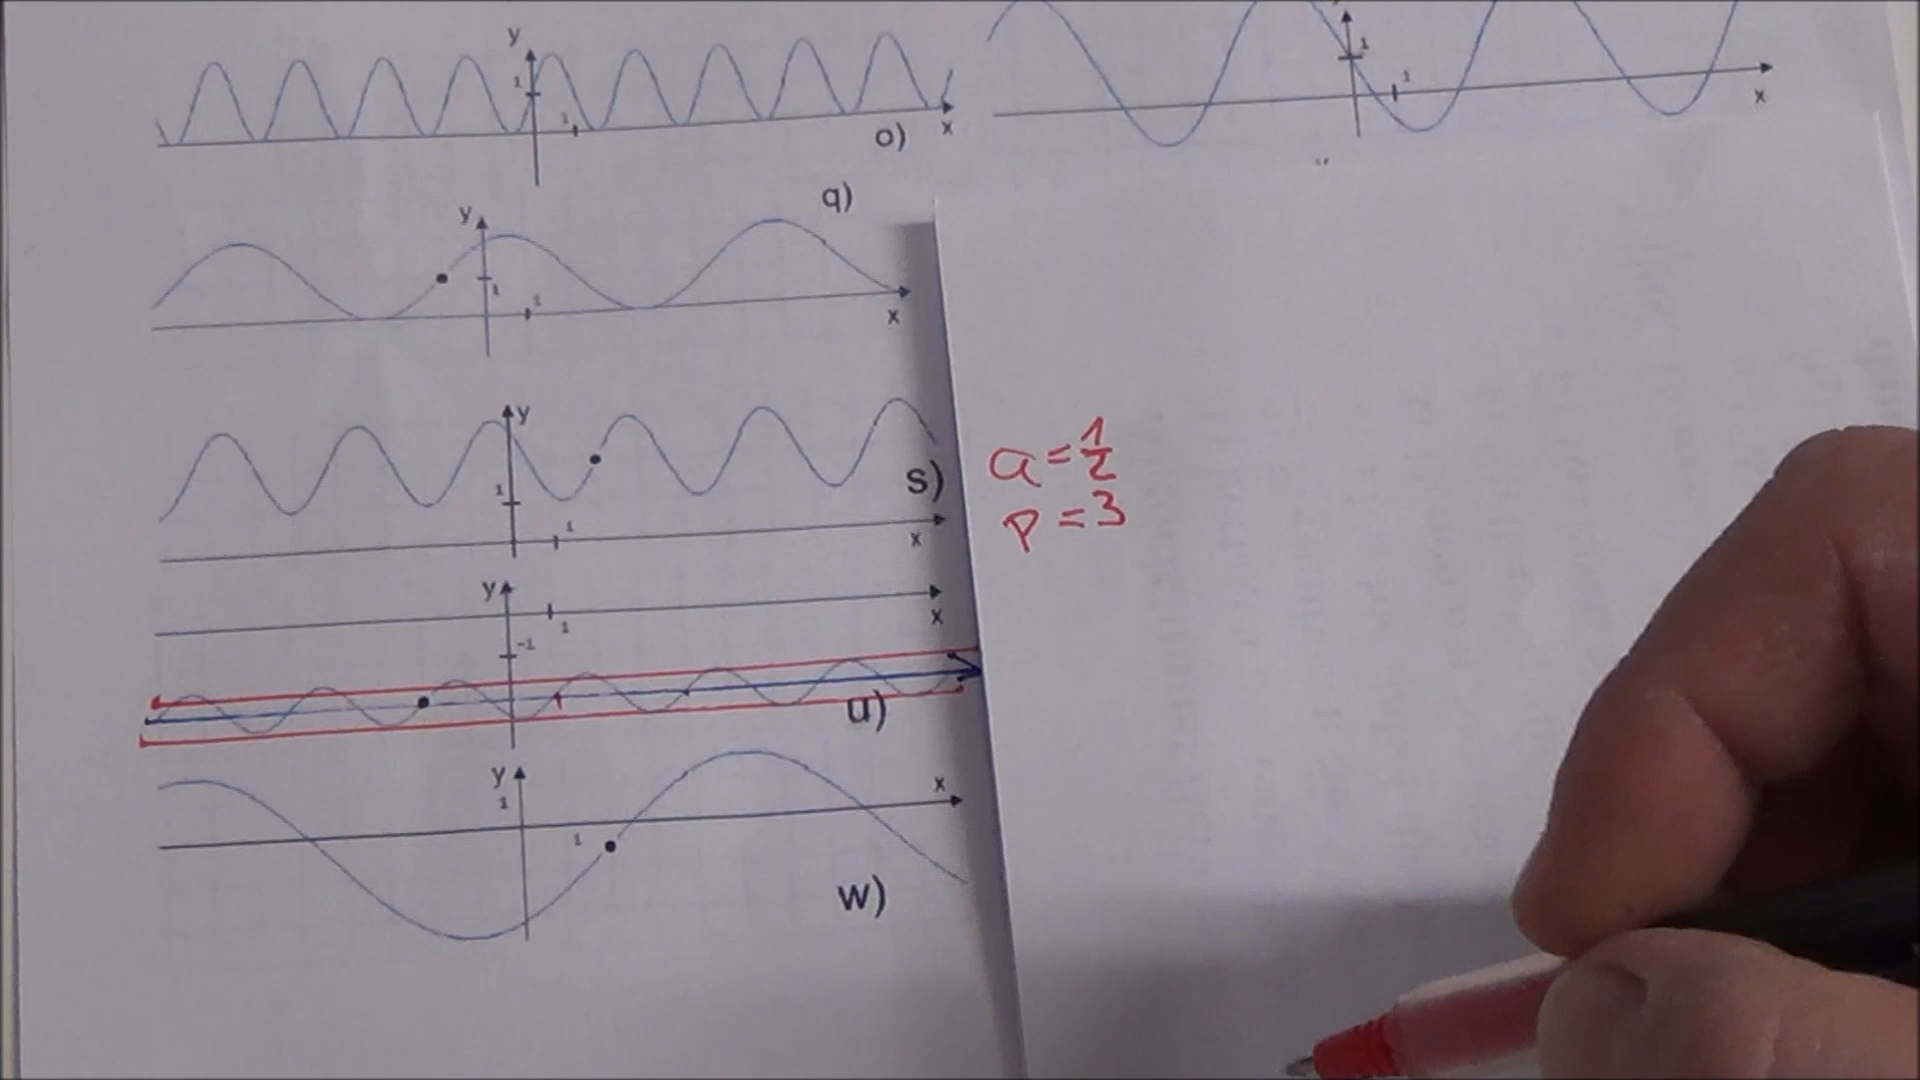 y
1
1
x
o)
1
1
x
q)
y
1
1
x
y
1
1
x
s)
a = 1/2
p = 3
y
1
x
-1
u)
y
1
1
x
w)